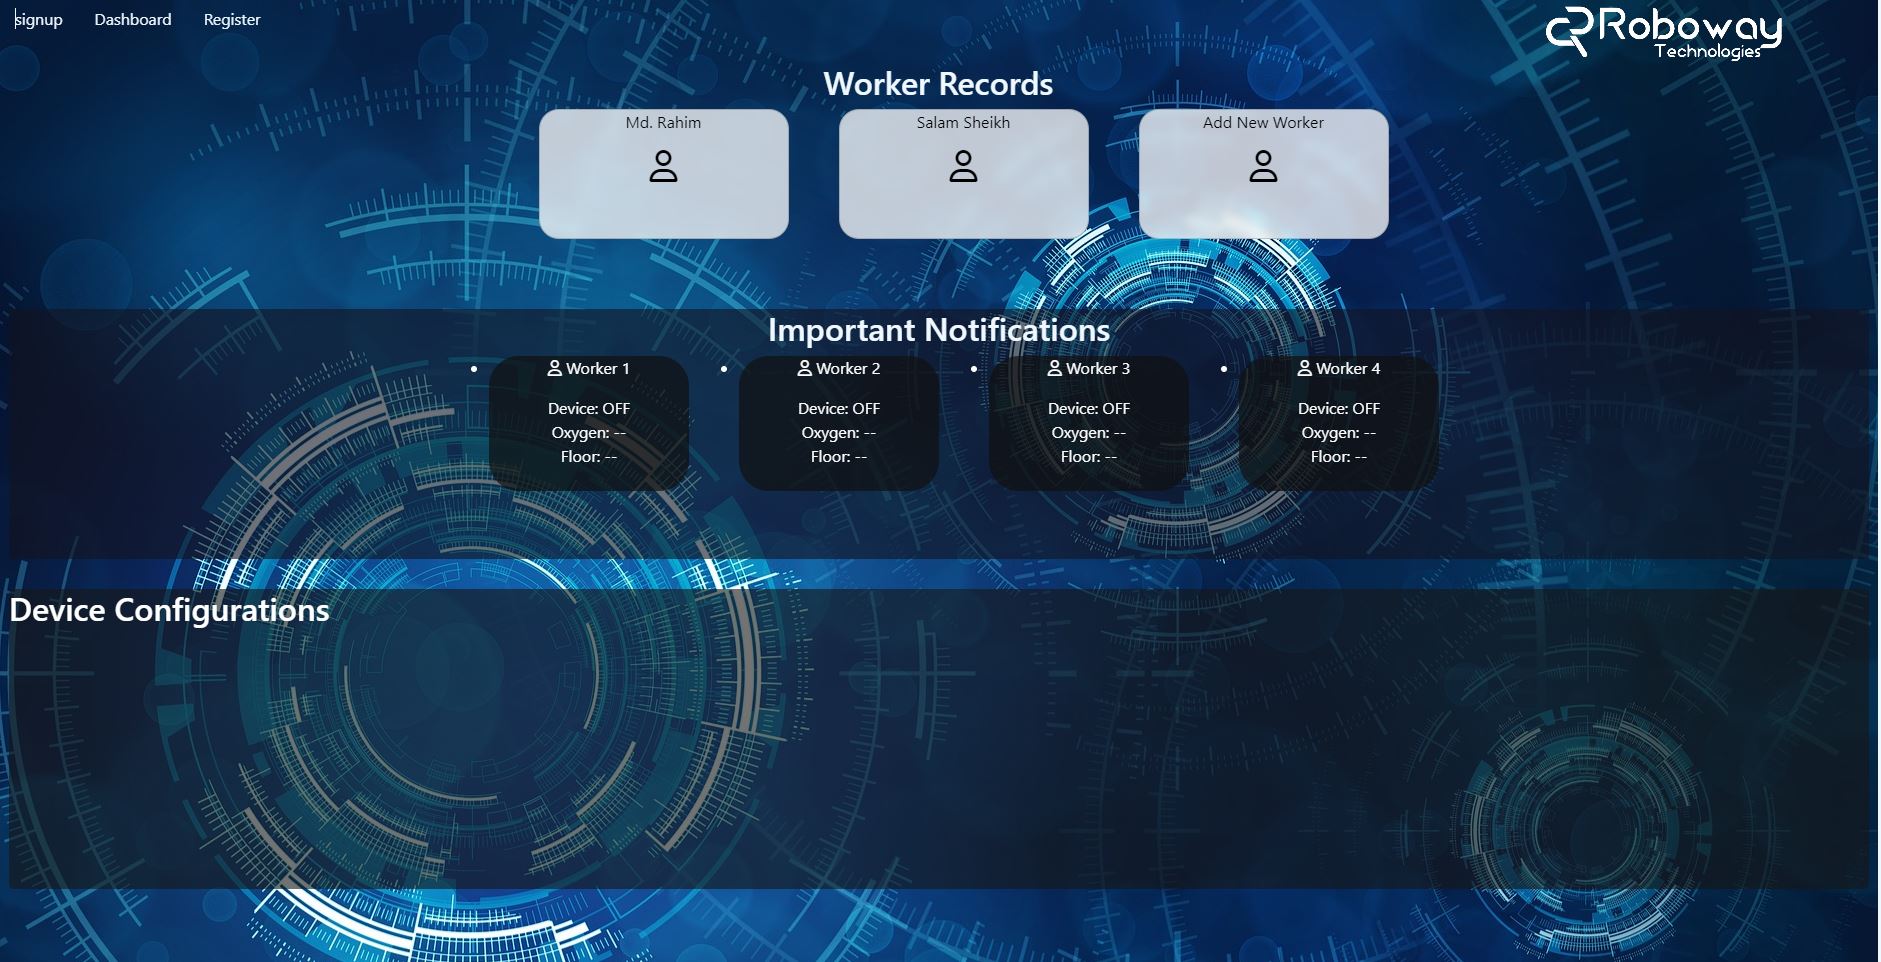 signup Dashboard Register
Roboway
Technologies
Worker Records
Md. Rahim
Salam Sheikh
Add New Worker
Important Notifications
Worker 1
Device: OFF
Oxygen: --
Floor: --
Worker 2
Device: OFF
Oxygen: --
Floor: --
Worker 3
Device: OFF
Oxygen: --
Floor: --
Worker 4
Device: OFF
Oxygen: --
Floor: --
Device Configurations